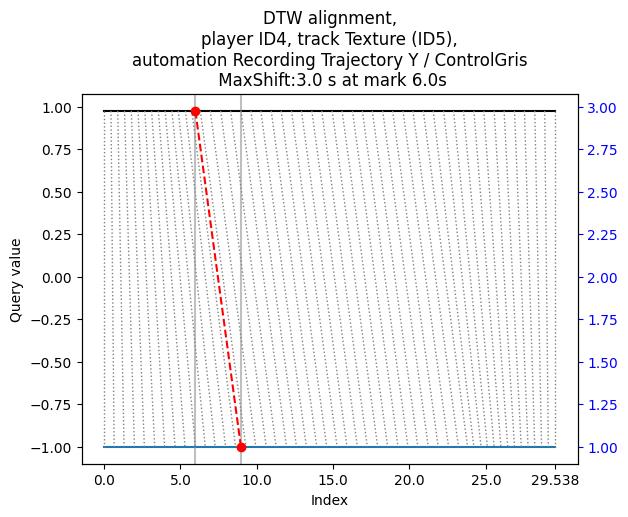 DTW alignment,
player ID4, track Texture (ID5),
automation Recording Trajectory Y / ControlGris
MaxShift:3.0 s at mark 6.0s
1.00
0.75
0.50
0.25
0.00
−0.25
−0.50
−0.75
−1.00
Query value
3.00
2.75
2.50
2.25
2.00
1.75
1.50
1.25
1.00
0.0 5.0 10.0 15.0 20.0 25.0 29.538
Index